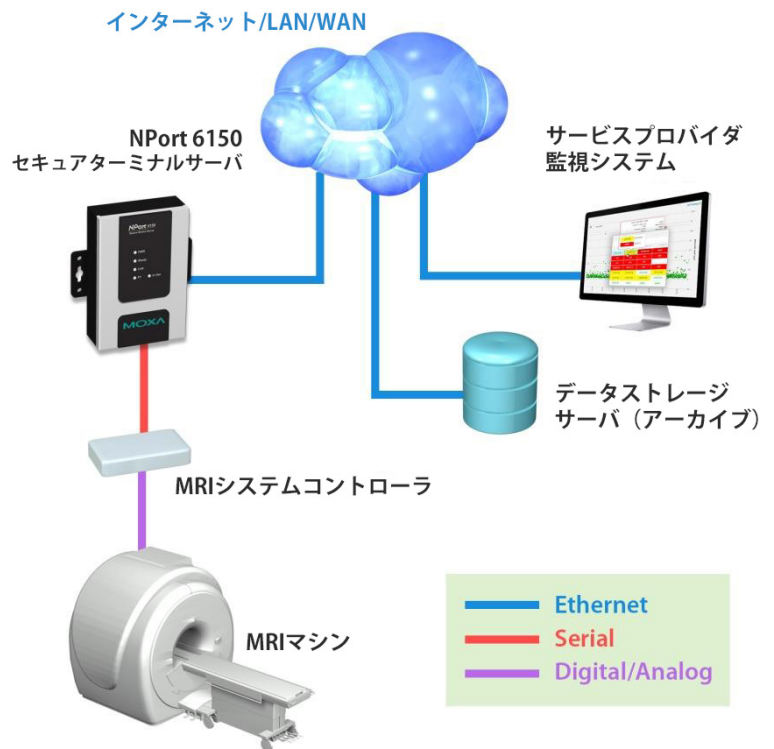 インターネット/LAN/WAN
NPort 6150
セキュアターミナルサーバ
サービスプロバイダ
監視システム
NPort
MOXA
データストレージ
サーバ（アーカイブ）
MRIシステムコントローラ
MRIマシン
Ethernet
Serial
Digital/Analog